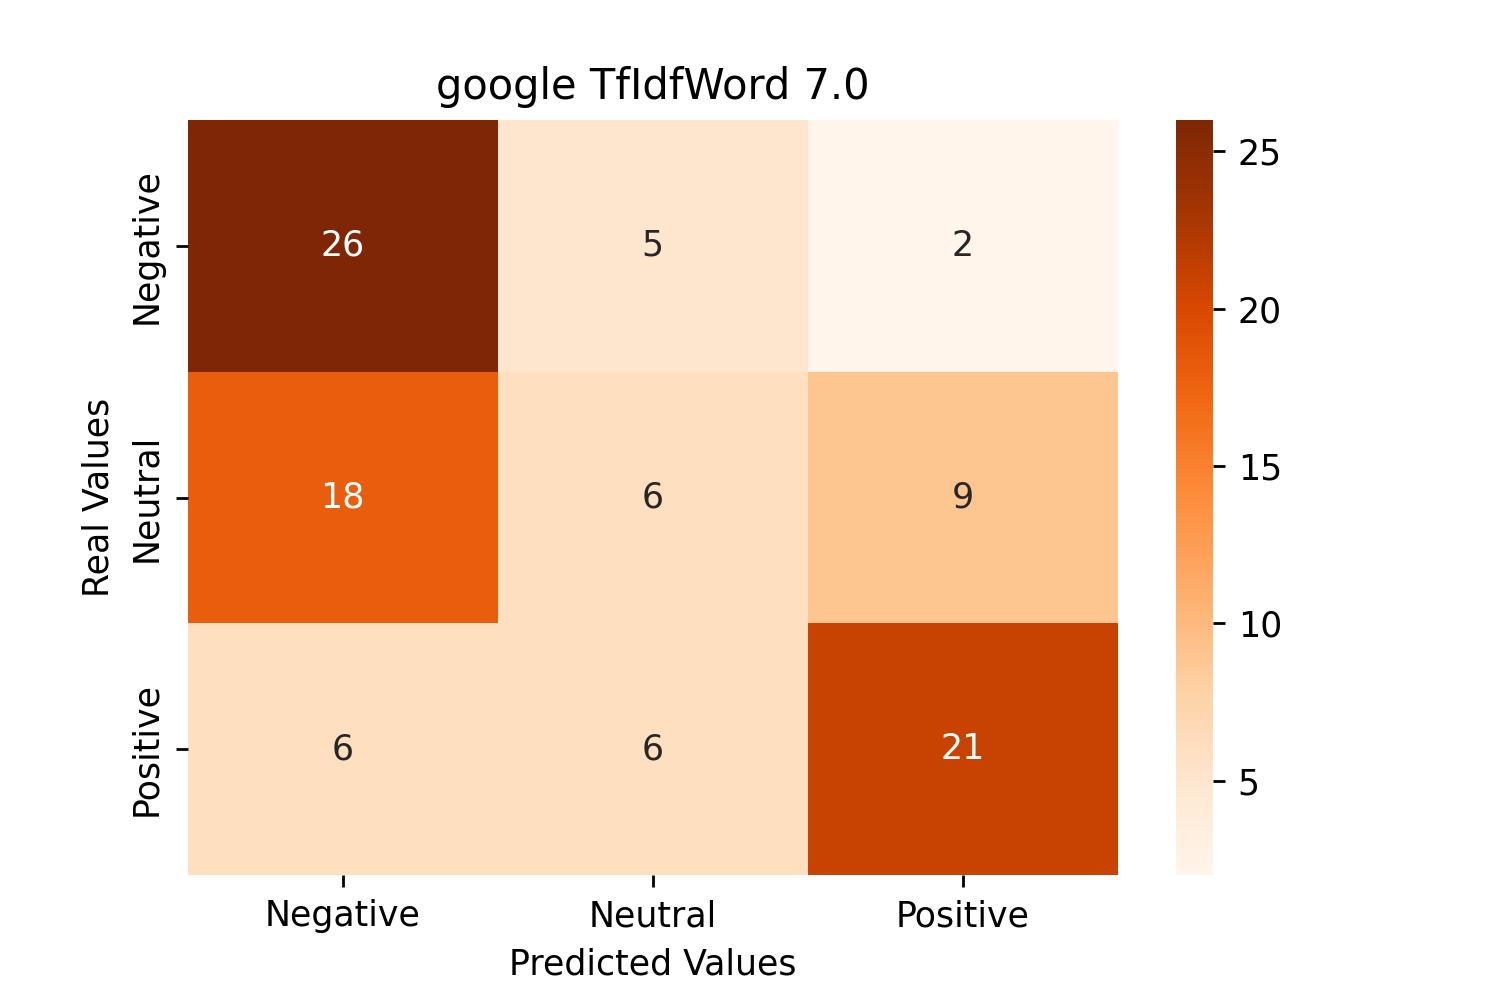 google TfIdfWord 7.0
Real Values
Negative
26 5 2
Neutral
18 6 9
Positive
6 6 21
Negative Neutral Positive
Predicted Values
25
20
15
10
5